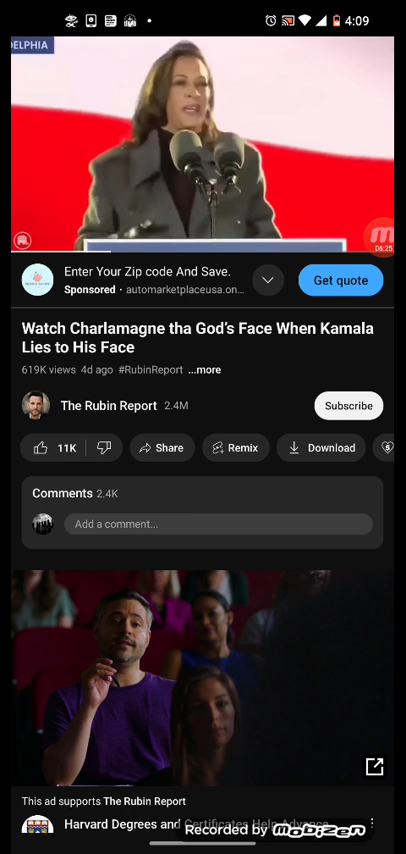 4:09
DELPHIA
D6:25
Enter Your Zip code And Save.
Sponsored · automarketplaceusa.on...
Get quote
Watch Charlamagne tha God's Face When Kamala
Lies to His Face
619K views 4d ago #RubinReport ...more
The Rubin Report 2.4M
Subscribe
11K
Share
Remix
Download
Comments 2.4K
Add a comment...
This ad supports The Rubin Report
Harvard Degrees and Certificates Help Advance
Recorded by mobizen